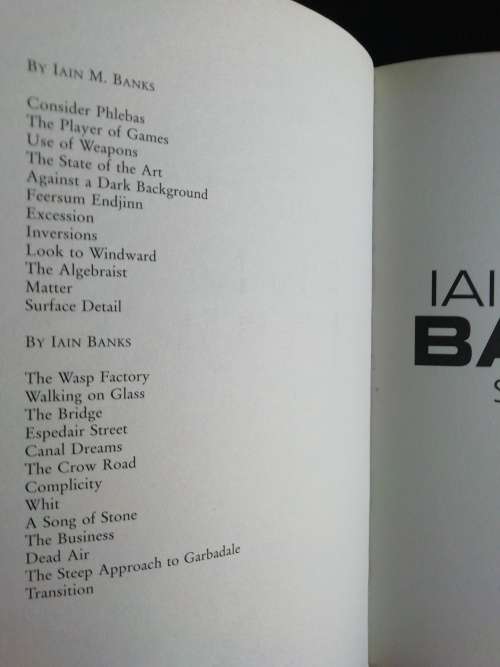 BY IAIN M. BANKS
Consider Phlebas
The Player of Games
Use of Weapons
The State of the Art
Against a Dark Background
Feersum Endjinn
Excession
Inversions
Look to Windward
The Algebraist
Matter
Surface Detail
BY IAIN BANKS
The Wasp Factory
Walking on Glass
The Bridge
Espedair Street
Canal Dreams
The Crow Road
Complicity
Whit
A Song of Stone
The Business
Dead Air
The Steep Approach to Garbadale
Transition
IAI
BA
S